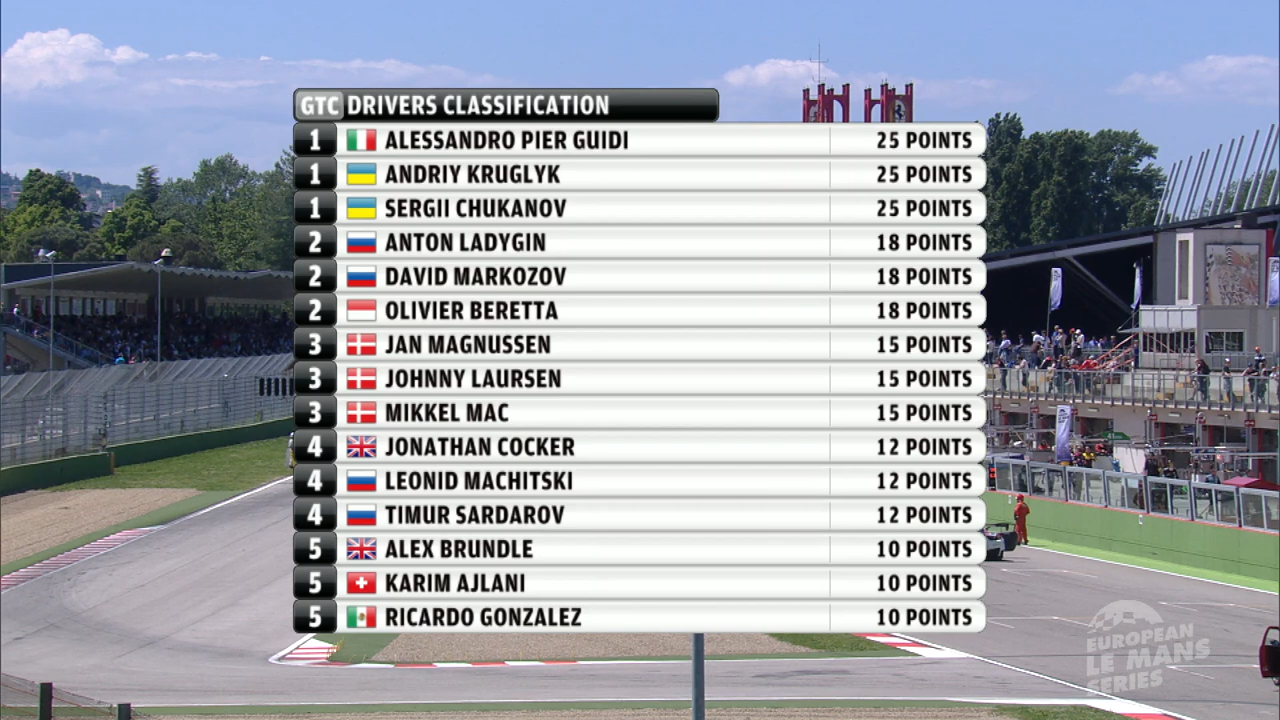 GTC DRIVERS CLASSIFICATION
1 ALESSANDRO PIER GUIDI 25 POINTS
1 ANDRIY KRUGLYK 25 POINTS
1 SERGII CHUKANOV 25 POINTS
2 ANTON LADYGIN 18 POINTS
2 DAVID MARKOZOV 18 POINTS
2 OLIVIER BERETTA 18 POINTS
3 JAN MAGNUSSEN 15 POINTS
3 JOHNNY LAURSEN 15 POINTS
3 MIKKEL MAC 15 POINTS
4 JONATHAN COCKER 12 POINTS
4 LEONID MACHITSKI 12 POINTS
4 TIMUR SARDAROV 12 POINTS
5 ALEX BRUNDLE 10 POINTS
5 KARIM AJLANI 10 POINTS
5 RICARDO GONZALEZ 10 POINTS
EUROPEAN
LE MANS
SERIES